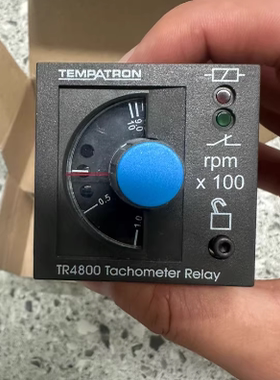 TEMPATRON
0.5
1.0
rpm
x 100
TR4800 Tachometer Relay